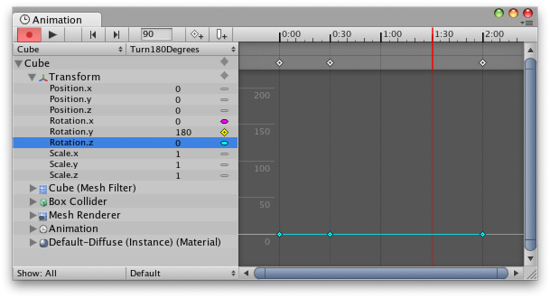 Animation
90
0:00 0:30 1:00 1:30 2:00
Cube Turn180Degrees
Cube
Transform
Position.x 0
Position.y 0
Position.z 0
Rotation.x 0
Rotation.y 180
Rotation.z 0
Scale.x 1
Scale.y 1
Scale.z 1
Cube (Mesh Filter)
Box Collider
Mesh Renderer
Animation
Default-Diffuse (Instance) (Material)
200
150
100
50
0
Show: All Default